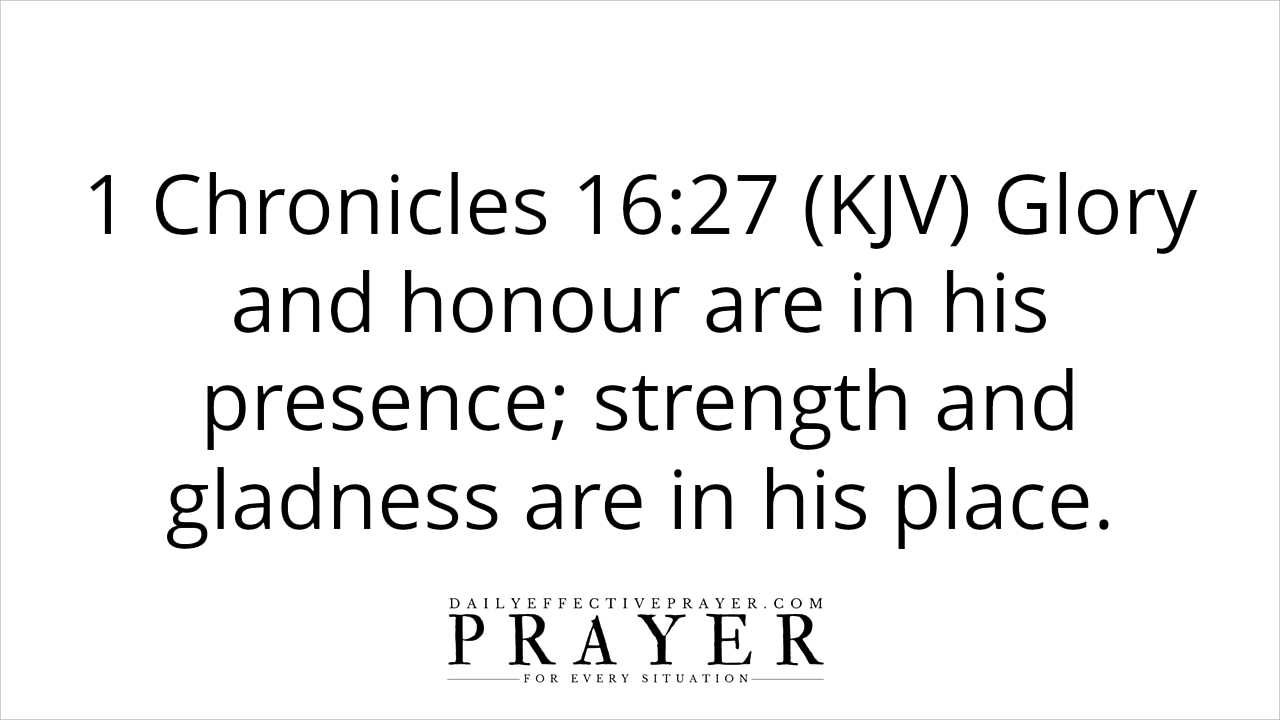 1 Chronicles 16:27 (KJV) Glory
and honour are in his
presence; strength and
gladness are in his place.
DAILYEFFECTIVEPRAYER.COM
PRAYER
FOR EVERY SITUATION